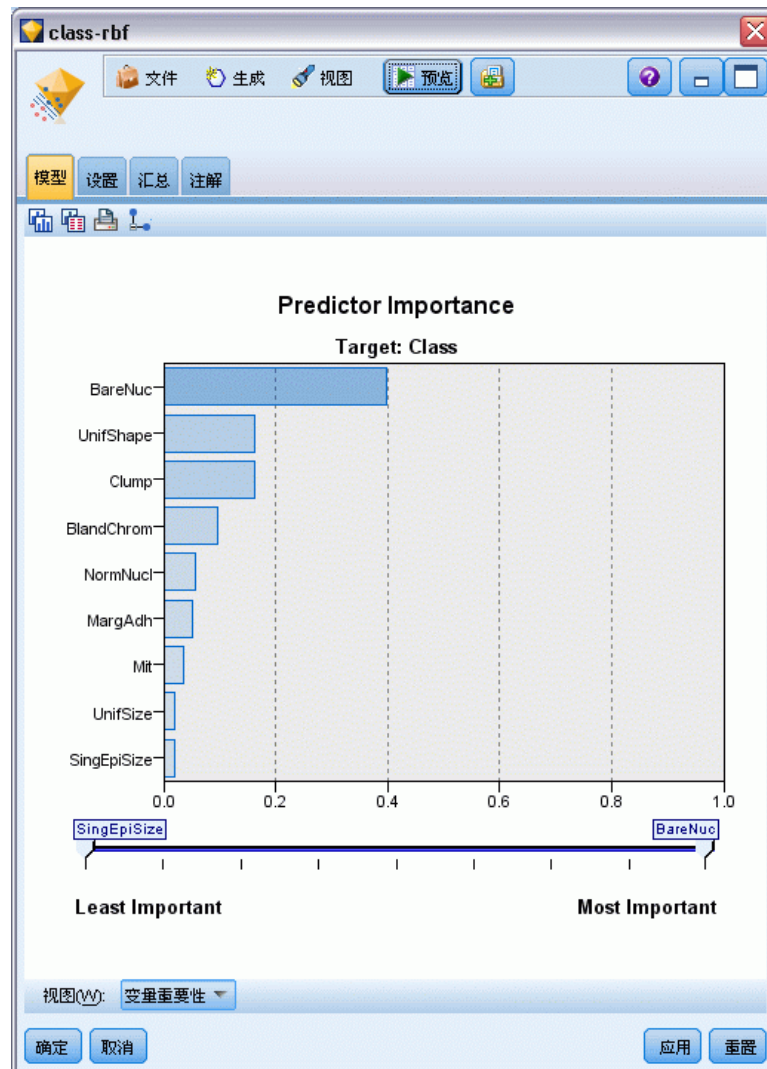 class-rbf
文件 生成 视图 预览
模型 设置 汇总 注解
Predictor Importance
Target: Class
BareNuc
UnifShape
Clump
BlandChrom
NormNucl
MargAdh
Mit
UnifSize
SingEpiSize
0.0 0.2 0.4 0.6 0.8 1.0
SingEpiSize BareNuc
Least Important Most Important
视图(W): 变量重要性
确定 取消 应用 重置